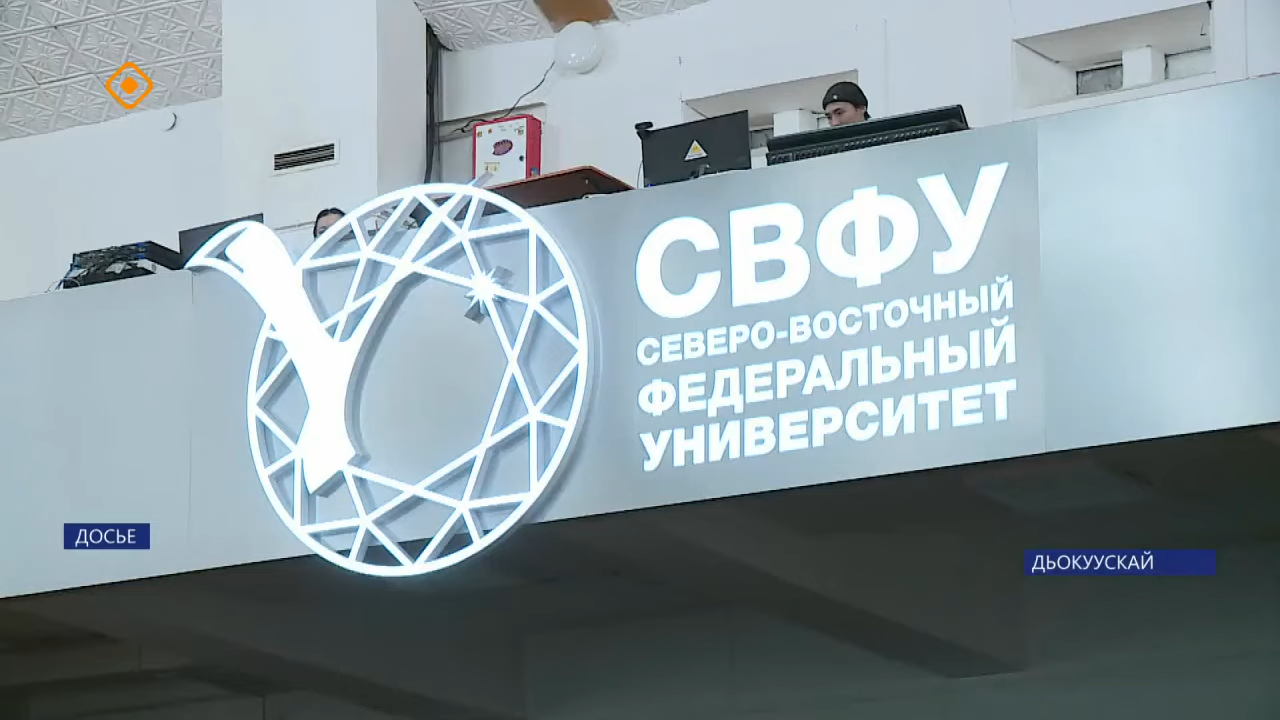 СВФУ
СЕВЕРО-ВОСТОЧНЫЙ
ФЕДЕРАЛЬНЫЙ
УНИВЕРСИТЕТ
ДОСЬЕ
ДЬОКУУСКАЙ